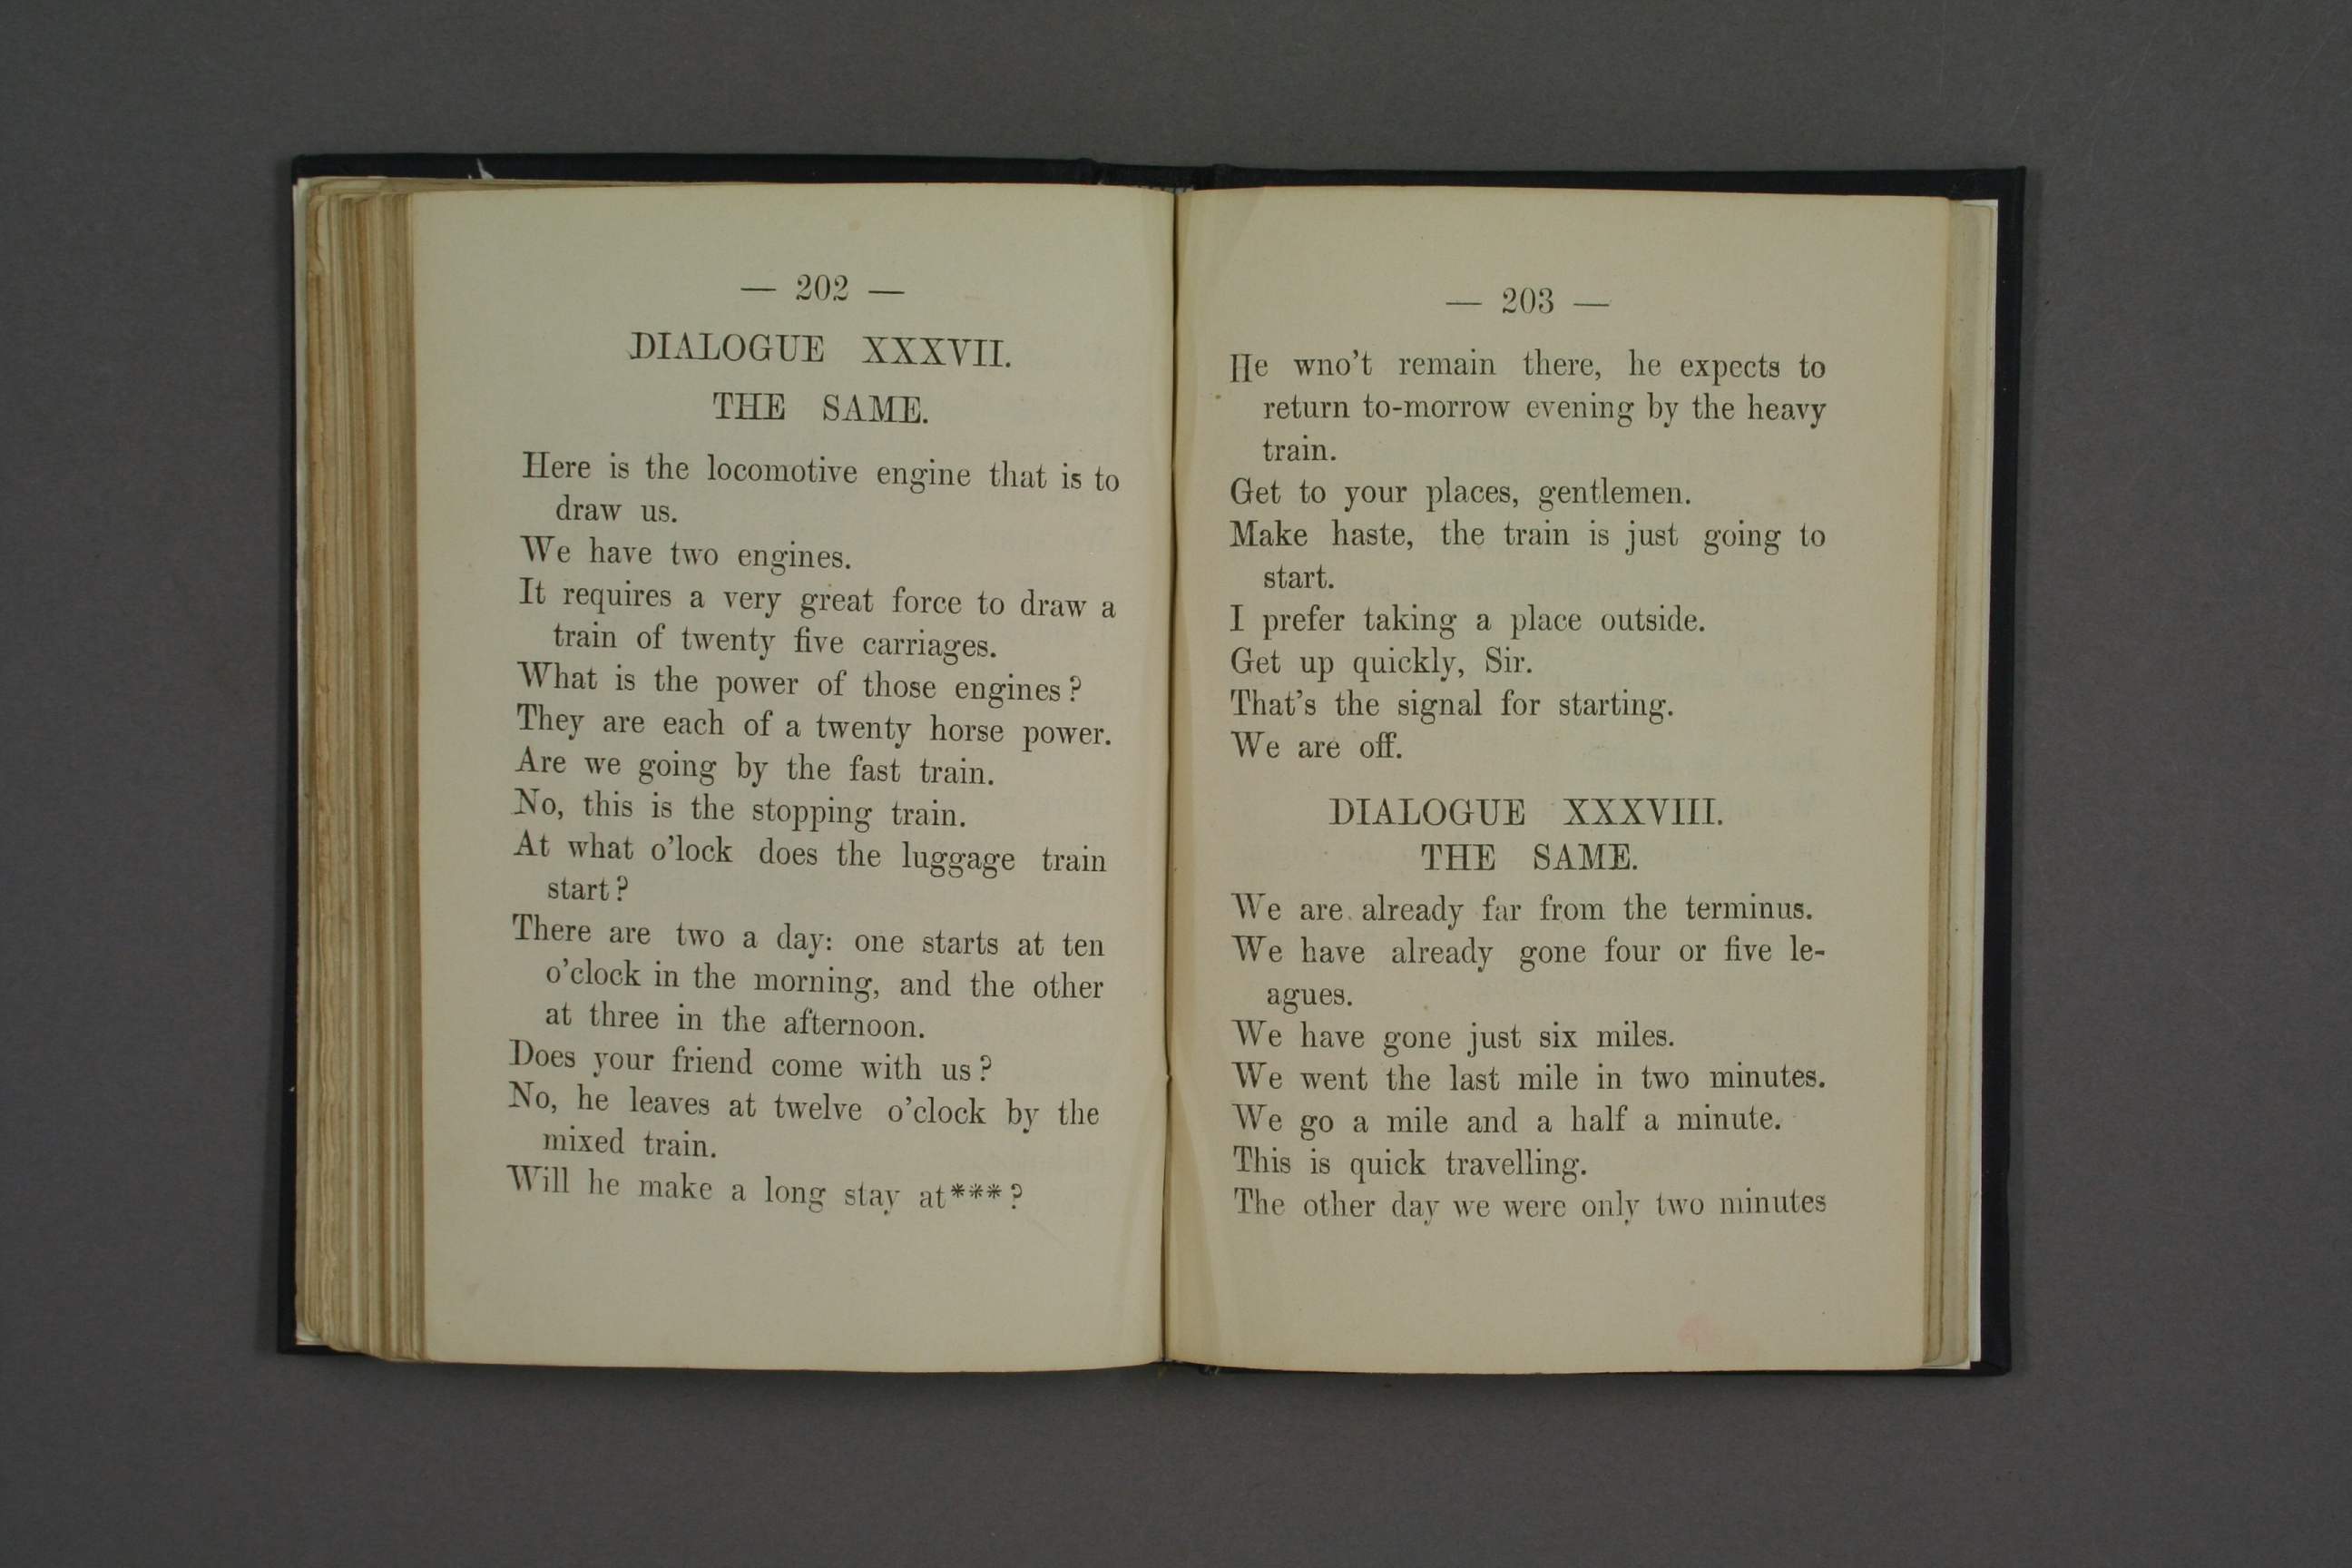 — 202 —
DIALOGUE XXXVII.
THE SAME.
Here is the locomotive engine that is to
draw us.
We have two engines.
It requires a very great force to draw a
train of twenty five carriages.
What is the power of those engines?
They are each of a twenty horse power.
Are we going by the fast train.
No, this is the stopping train.
At what o'lock does the luggage train
start?
There are two a day: one starts at ten
o'clock in the morning, and the other
at three in the afternoon.
Does your friend come with us?
No, he leaves at twelve o'clock by the
mixed train.
Will he make a long stay at***?
— 203 —
He wno't remain there, he expects to
return to-morrow evening by the heavy
train.
Get to your places, gentlemen.
Make haste, the train is just going to
start.
I prefer taking a place outside.
Get up quickly, Sir.
That's the signal for starting.
We are off.
DIALOGUE XXXVIII.
THE SAME.
We are already far from the terminus.
We have already gone four or five le-
agues.
We have gone just six miles.
We went the last mile in two minutes.
We go a mile and a half a minute.
This is quick travelling.
The other day we were only two minutes